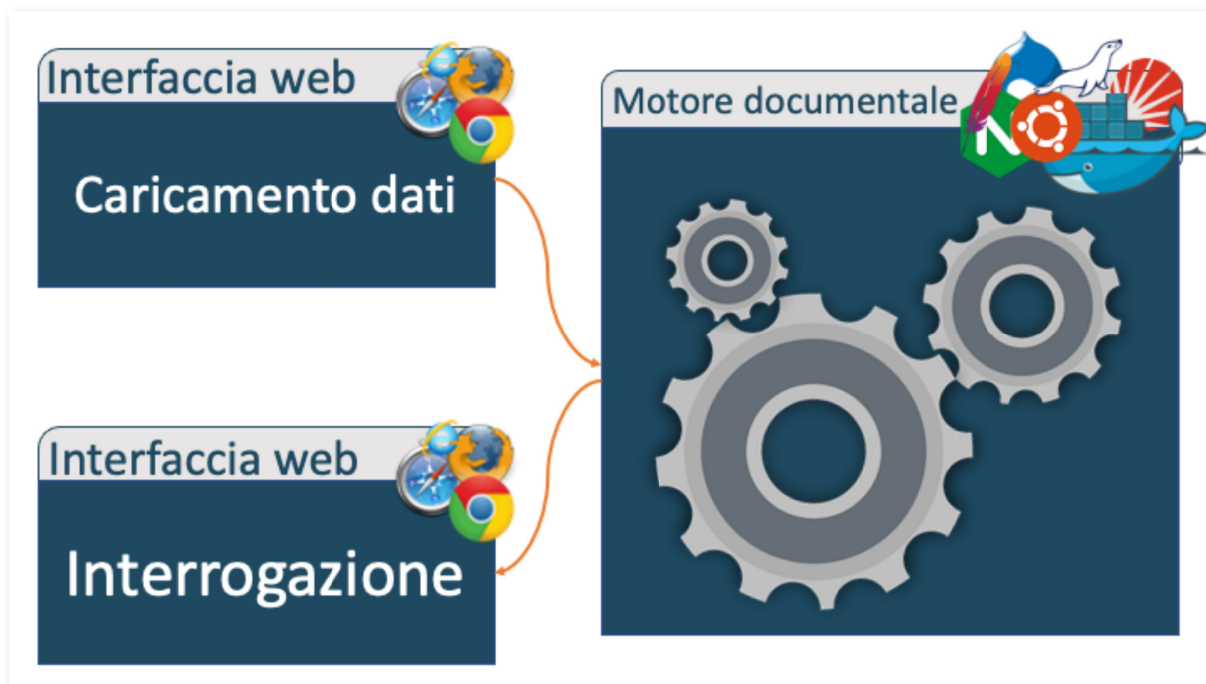 Interfaccia web
Caricamento dati
Motore documentale
Interfaccia web
Interrogazione